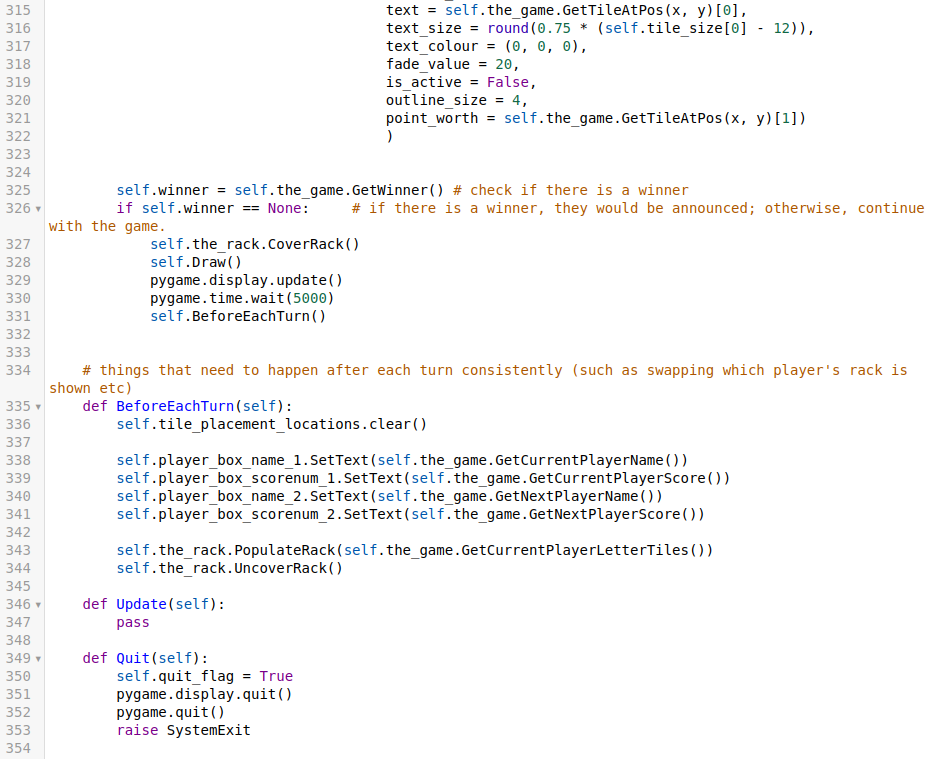 315 text = self.the_game.GetTileAtPos(x, y)[0],
316 text_size = round(0.75 * (self.tile_size[0] - 12)),
317 text_colour = (0, 0, 0),
318 fade_value = 20,
319 is_active = False,
320 outline_size = 4,
321 point_worth = self.the_game.GetTileAtPos(x, y)[1])
322 )
323
324
325 self.winner = self.the_game.GetWinner() # check if there is a winner
326 if self.winner == None: # if there is a winner, they would be announced; otherwise, continue
with the game.
327 self.the_rack.CoverRack()
328 self.Draw()
329 pygame.display.update()
330 pygame.time.wait(5000)
331 self.BeforeEachTurn()
332
333
334 # things that need to happen after each turn consistently (such as swapping which player's rack is
shown etc)
335 def BeforeEachTurn(self):
336 self.tile_placement_locations.clear()
337
338 self.player_box_name_1.SetText(self.the_game.GetCurrentPlayerName())
339 self.player_box_scorenum_1.SetText(self.the_game.GetCurrentPlayerScore())
340 self.player_box_name_2.SetText(self.the_game.GetNextPlayerName())
341 self.player_box_scorenum_2.SetText(self.the_game.GetNextPlayerScore())
342
343 self.the_rack.PopulateRack(self.the_game.GetCurrentPlayerLetterTiles())
344 self.the_rack.UncoverRack()
345
346 def Update(self):
347 pass
348
349 def Quit(self):
350 self.quit_flag = True
351 pygame.display.quit()
352 pygame.quit()
353 raise SystemExit
354